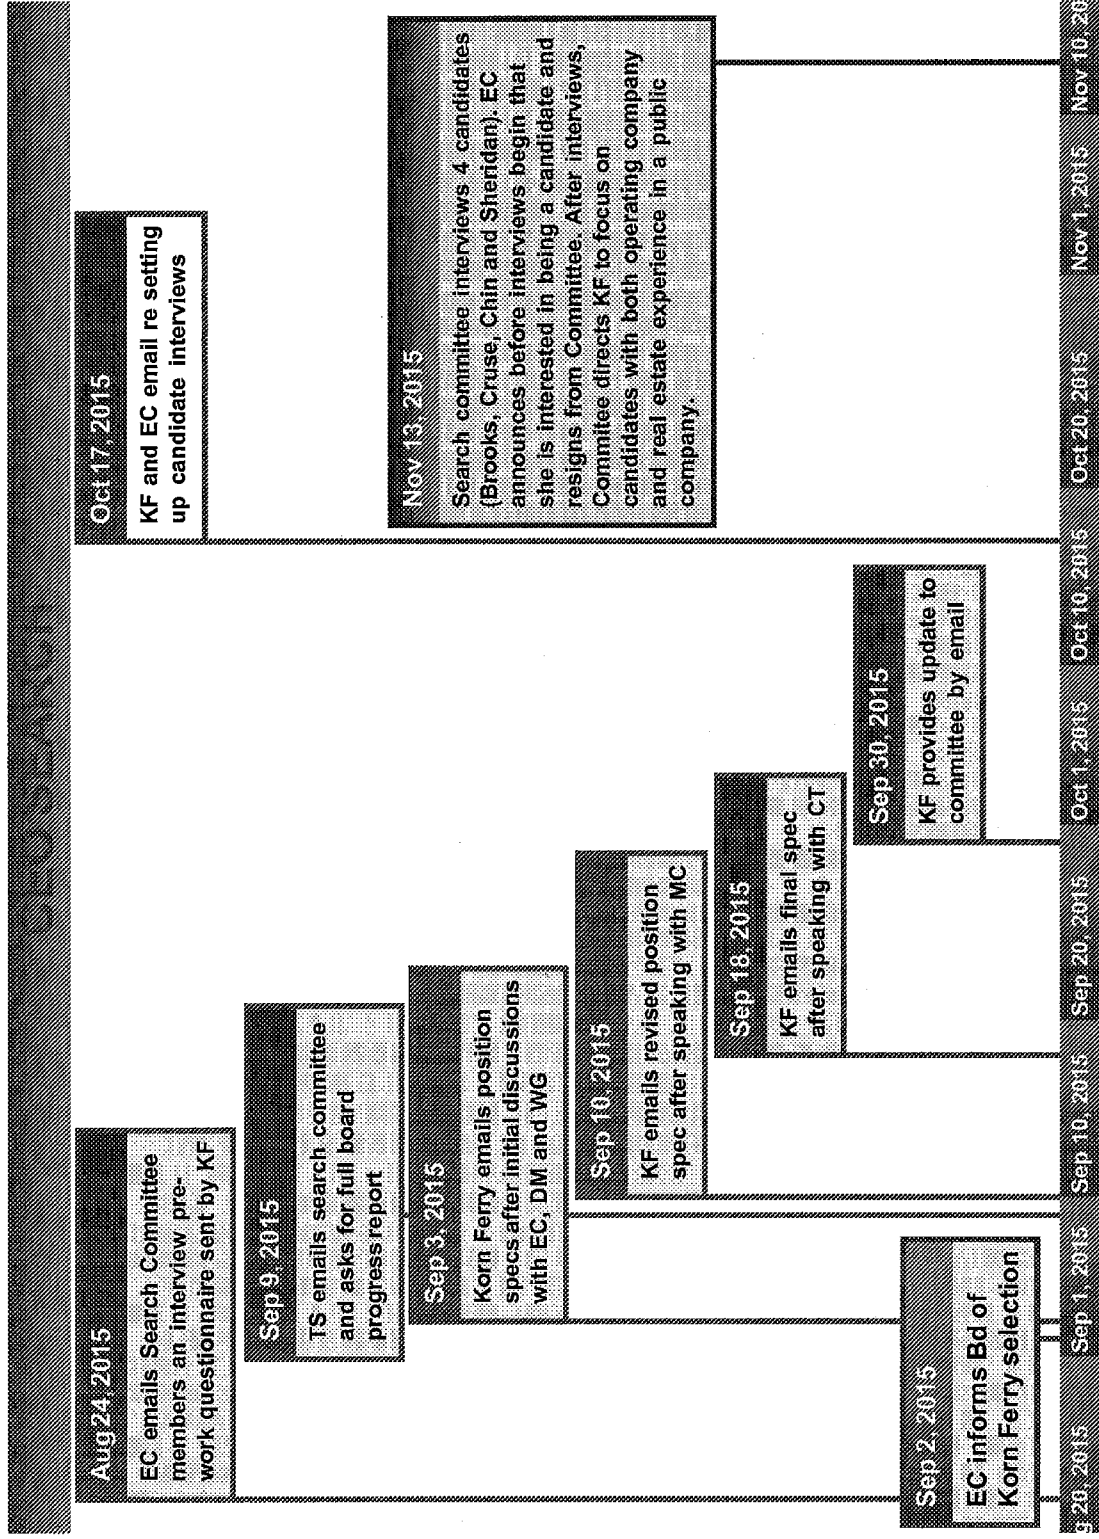 CEO SEARCH
Aug 24, 2015
EC emails Search Committee
members an interview pre-
work questionnaire sent by KF
Sep 9, 2015
TS emails search committee
and asks for full board
progress report
Sep 3, 2015
Korn Ferry emails position
specs after initial discussions
with EC, DM and WG
Sep 10, 2015
KF emails revised position
spec after speaking with MC
Sep 18, 2015
KF emails final spec
after speaking with CT
Sep 30, 2015
KF provides update to
committee by email
Sep 2, 2015
EC informs Bd of
Korn Ferry selection
Oct 17, 2015
KF and EC email re setting
up candidate interviews
Nov 13, 2015
Search committee interviews 4 candidates
(Brooks, Cruse, Chin and Sheridan). EC
announces before interviews begin that
she is interested in being a candidate and
resigns from Committee. After interviews,
Commitee directs KF to focus on
candidates with both operating company
and real estate experience in a public
company.
g 20, 2015
Sep 1, 2015
Sep 10, 2015
Sep 20, 2015
Oct 1, 2015
Oct 10, 2015
Oct 20, 2015
Nov 1, 2015
Nov 10, 20